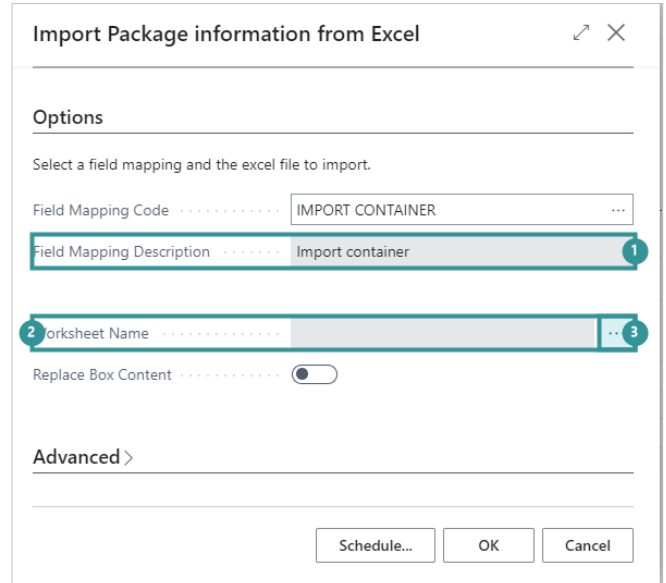 Import Package information from Excel
Options
Select a field mapping and the excel file to import.
Field Mapping Code IMPORT CONTAINER ...
Field Mapping Description Import container 1
2 Worksheet Name ... 3
Replace Box Content
Advanced >
Schedule... OK Cancel